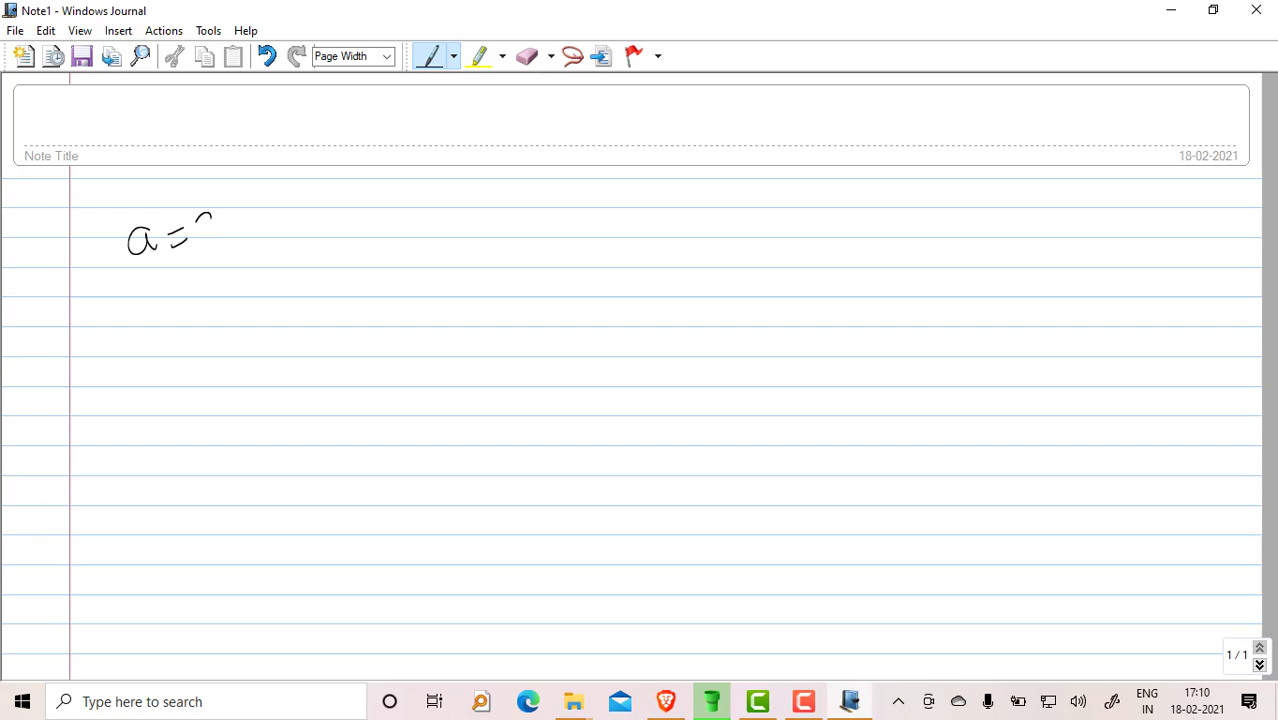 Note1 - Windows Journal
File Edit View Insert Actions Tools Help
Page Width
Note Title
18-02-2021
a =
1 / 1
Type here to search
ENG 17:10
IN 18-02-2021